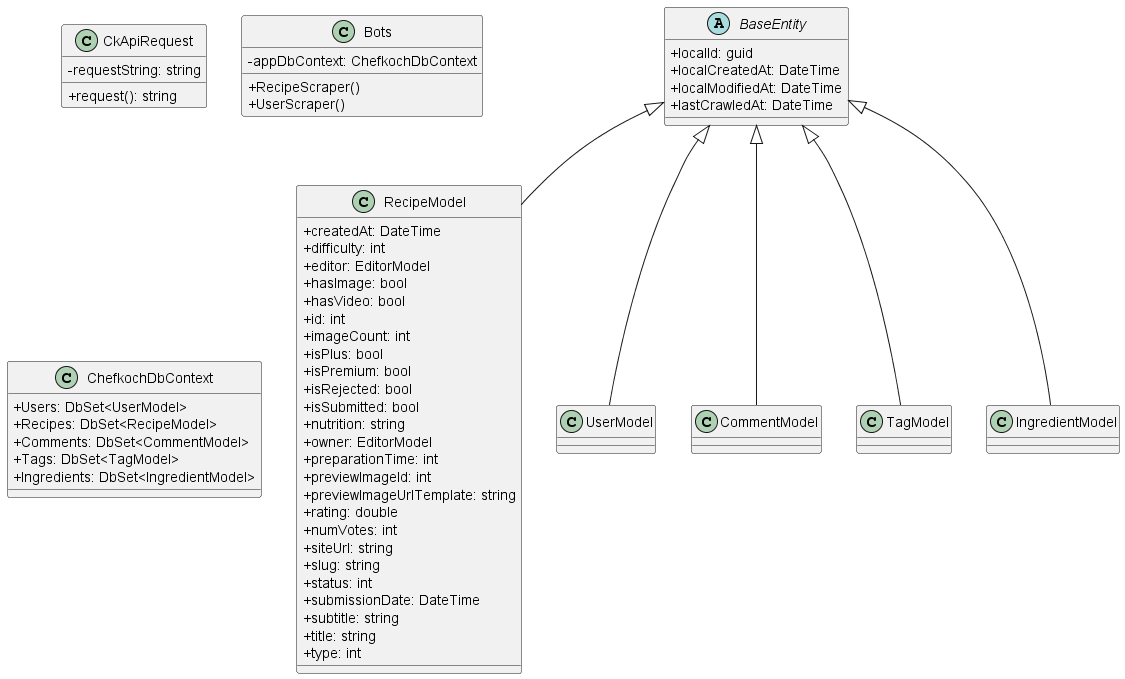 C CkApiRequest
-requestString: string
+request(): string
C Bots
-appDbContext: ChefkochDbContext
+RecipeScraper()
+UserScraper()
A BaseEntity
+localId: guid
+localCreatedAt: DateTime
+localModifiedAt: DateTime
+lastCrawledAt: DateTime
C RecipeModel
+createdAt: DateTime
+difficulty: int
+editor: EditorModel
+hasImage: bool
+hasVideo: bool
+id: int
+imageCount: int
+isPlus: bool
+isPremium: bool
+isRejected: bool
+isSubmitted: bool
+nutrition: string
+owner: EditorModel
+preparationTime: int
+previewImageId: int
+previewImageUrlTemplate: string
+rating: double
+numVotes: int
+siteUrl: string
+slug: string
+status: int
+submissionDate: DateTime
+subtitle: string
+title: string
+type: int
C ChefkochDbContext
+Users: DbSet<UserModel>
+Recipes: DbSet<RecipeModel>
+Comments: DbSet<CommentModel>
+Tags: DbSet<TagModel>
+Ingredients: DbSet<IngredientModel>
C UserModel
C CommentModel
C TagModel
C IngredientModel